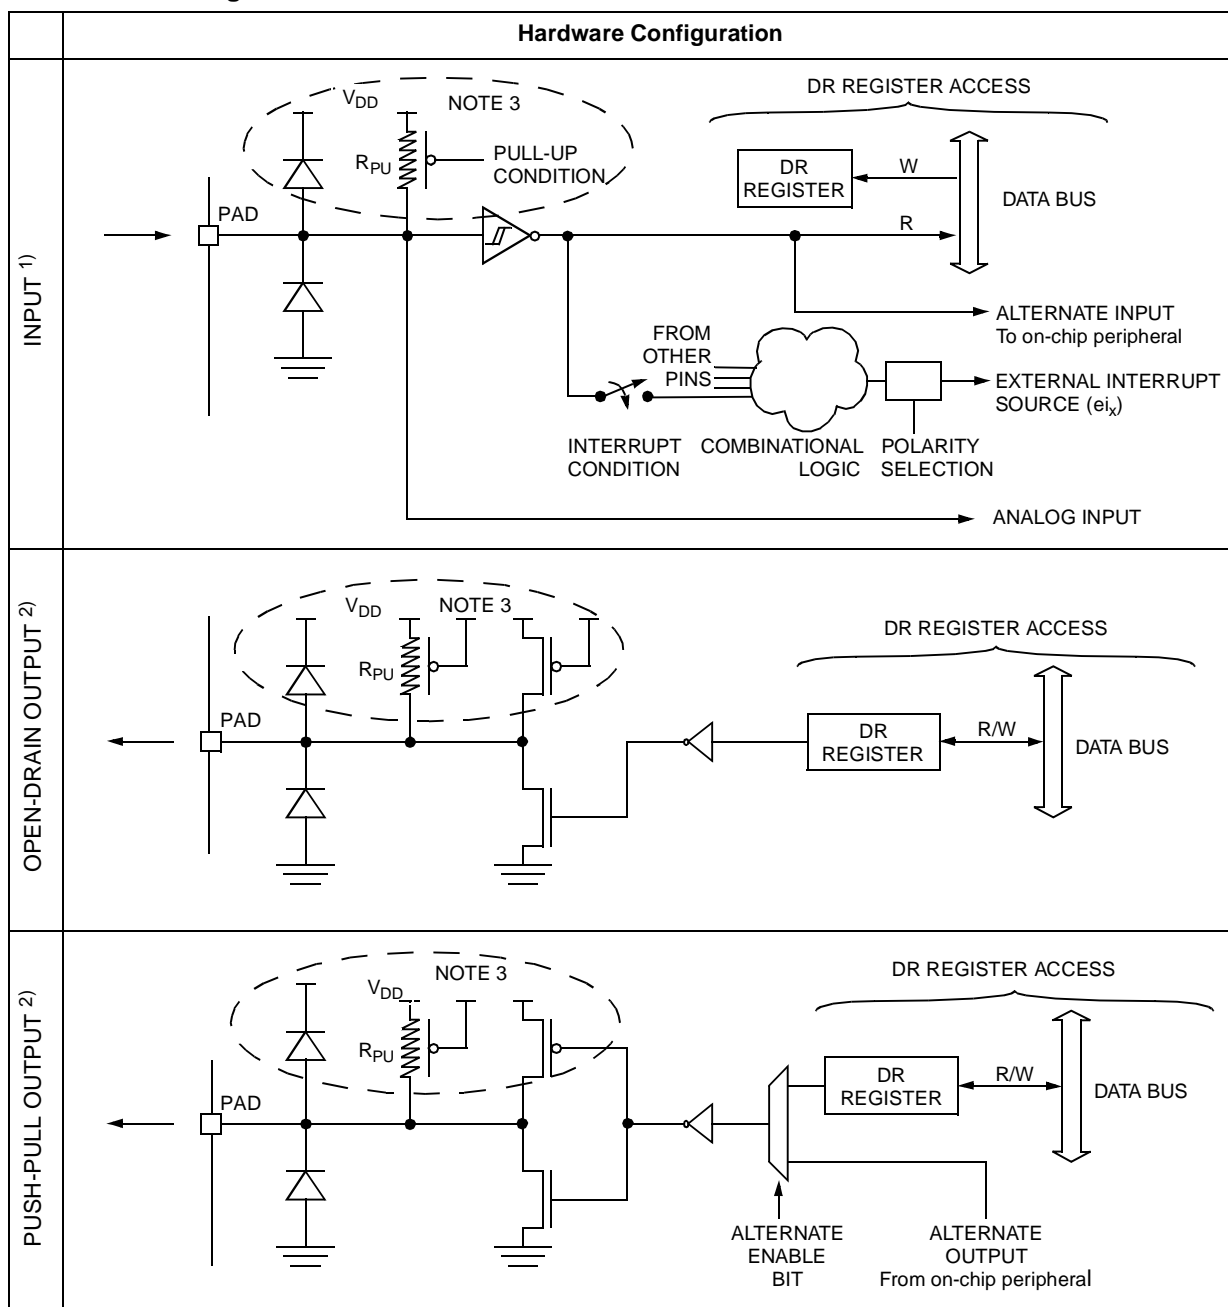 Hardware Configuration
INPUT 1)
VDD
NOTE 3
RPU
PULL-UP
CONDITION
PAD
DR REGISTER ACCESS
DR
REGISTER
W
R
DATA BUS
ALTERNATE INPUT
To on-chip peripheral
FROM
OTHER
PINS
EXTERNAL INTERRUPT
SOURCE (eix)
INTERRUPT
CONDITION
COMBINATIONAL
LOGIC
POLARITY
SELECTION
ANALOG INPUT
OPEN-DRAIN OUTPUT 2)
VDD
NOTE 3
RPU
PAD
DR REGISTER ACCESS
DR
REGISTER
R/W
DATA BUS
PUSH-PULL OUTPUT 2)
NOTE 3
VDD
RPU
PAD
DR REGISTER ACCESS
DR
REGISTER
R/W
DATA BUS
ALTERNATE
ENABLE
BIT
ALTERNATE
OUTPUT
From on-chip peripheral